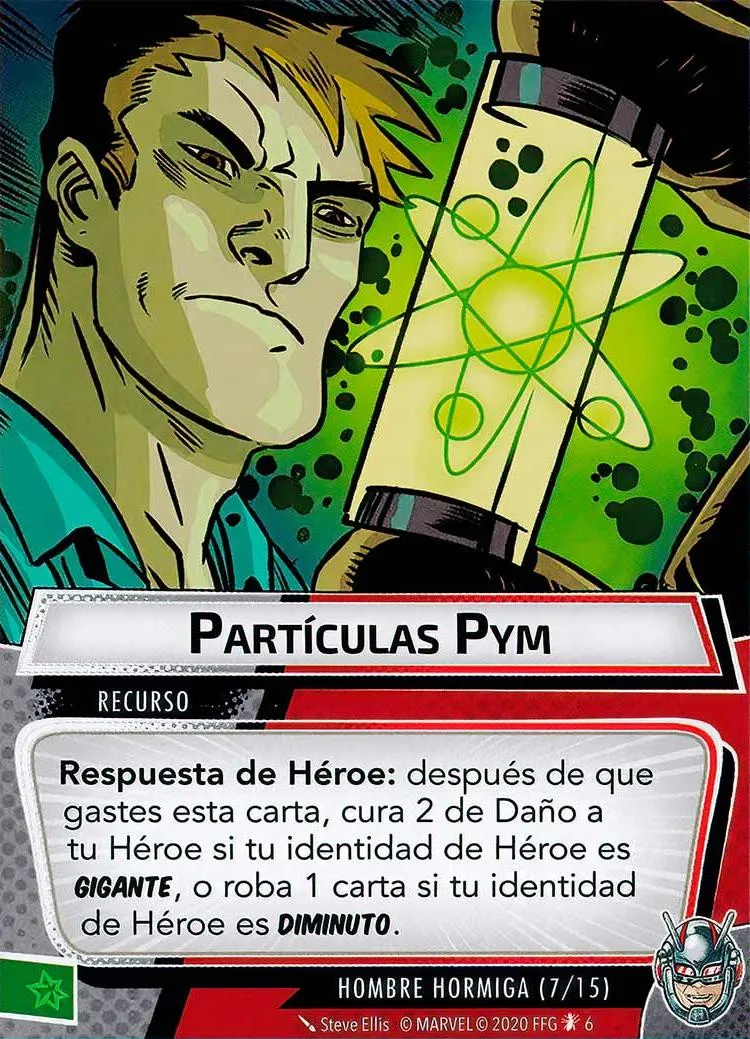 Partículas Pym
RECURSO
Respuesta de Héroe: después de que
gastes esta carta, cura 2 de Daño a
tu Héroe si tu identidad de Héroe es
GIGANTE, o roba 1 carta si tu identidad
de Héroe es DIMINUTO.
HOMBRE HORMIGA (7/15)
Steve Ellis © MARVEL © 2020 FFG 6